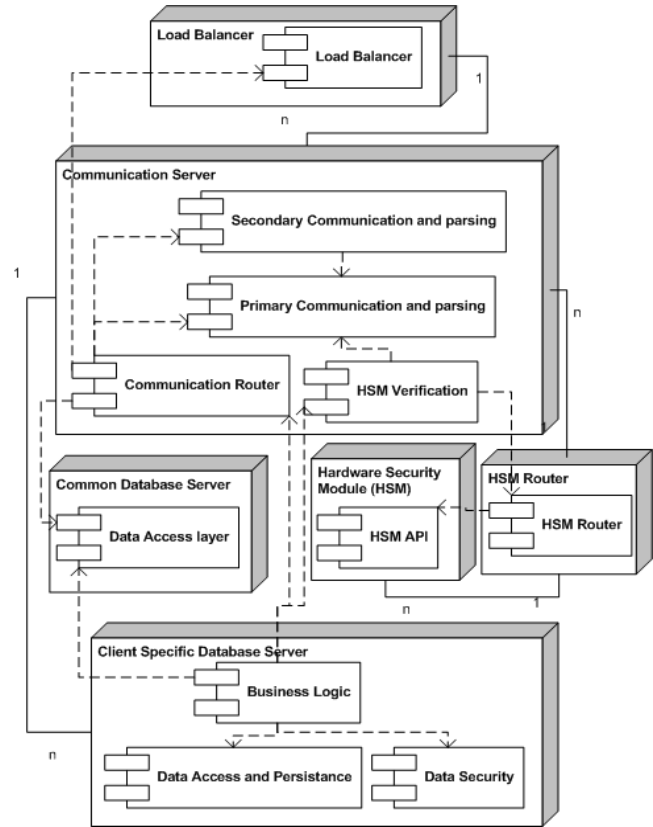 Load Balancer
Load Balancer
1
n
Communication Server
Secondary Communication and parsing
1
Primary Communication and parsing
n
Communication Router
HSM Verification
1
Hardware Security
Module (HSM)
HSM Router
Common Database Server
HSM Router
Data Access layer
HSM API
n
1
Client Specific Database Server
Business Logic
n
Data Access and Persistance
Data Security